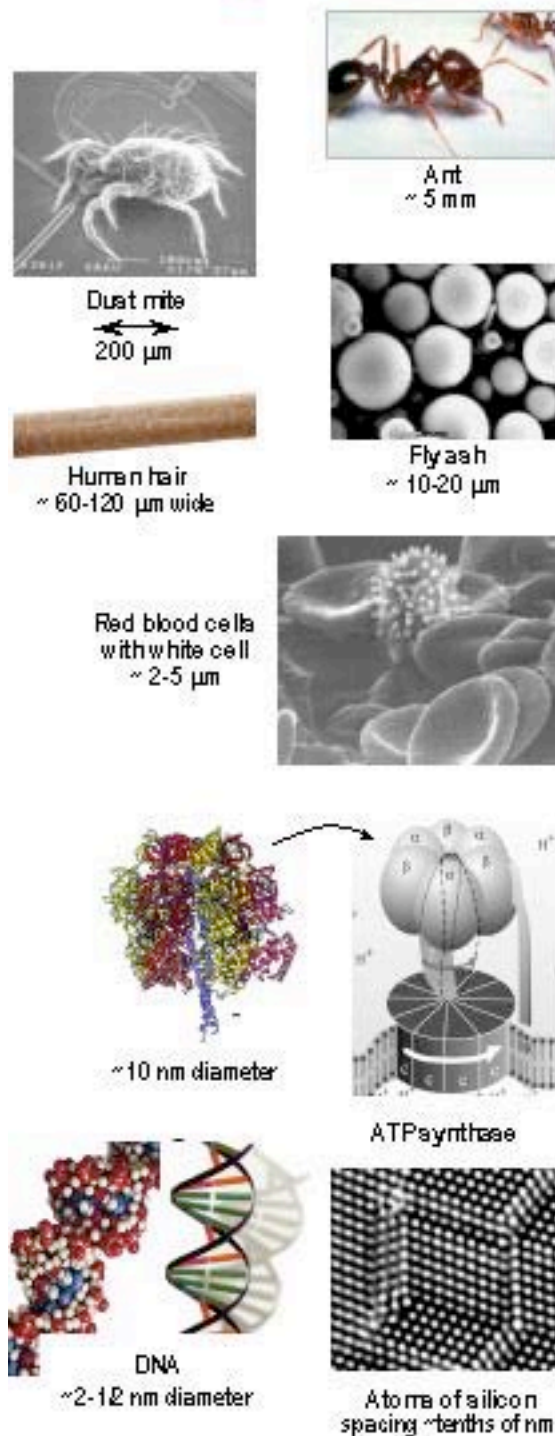 Ant
~ 5 mm
Dust mite
200 µm
Human hair
~ 60-120 µm wide
Fly ash
~ 10-20 µm
Red blood cells
with white cell
~ 2-5 µm
β
α
α
β
α
β
H⁺
~10 nm diameter
c
c
c
c
ATP synthase
DNA
~2-1/2 nm diameter
Atoms of silicon
spacing ~tenths of nm